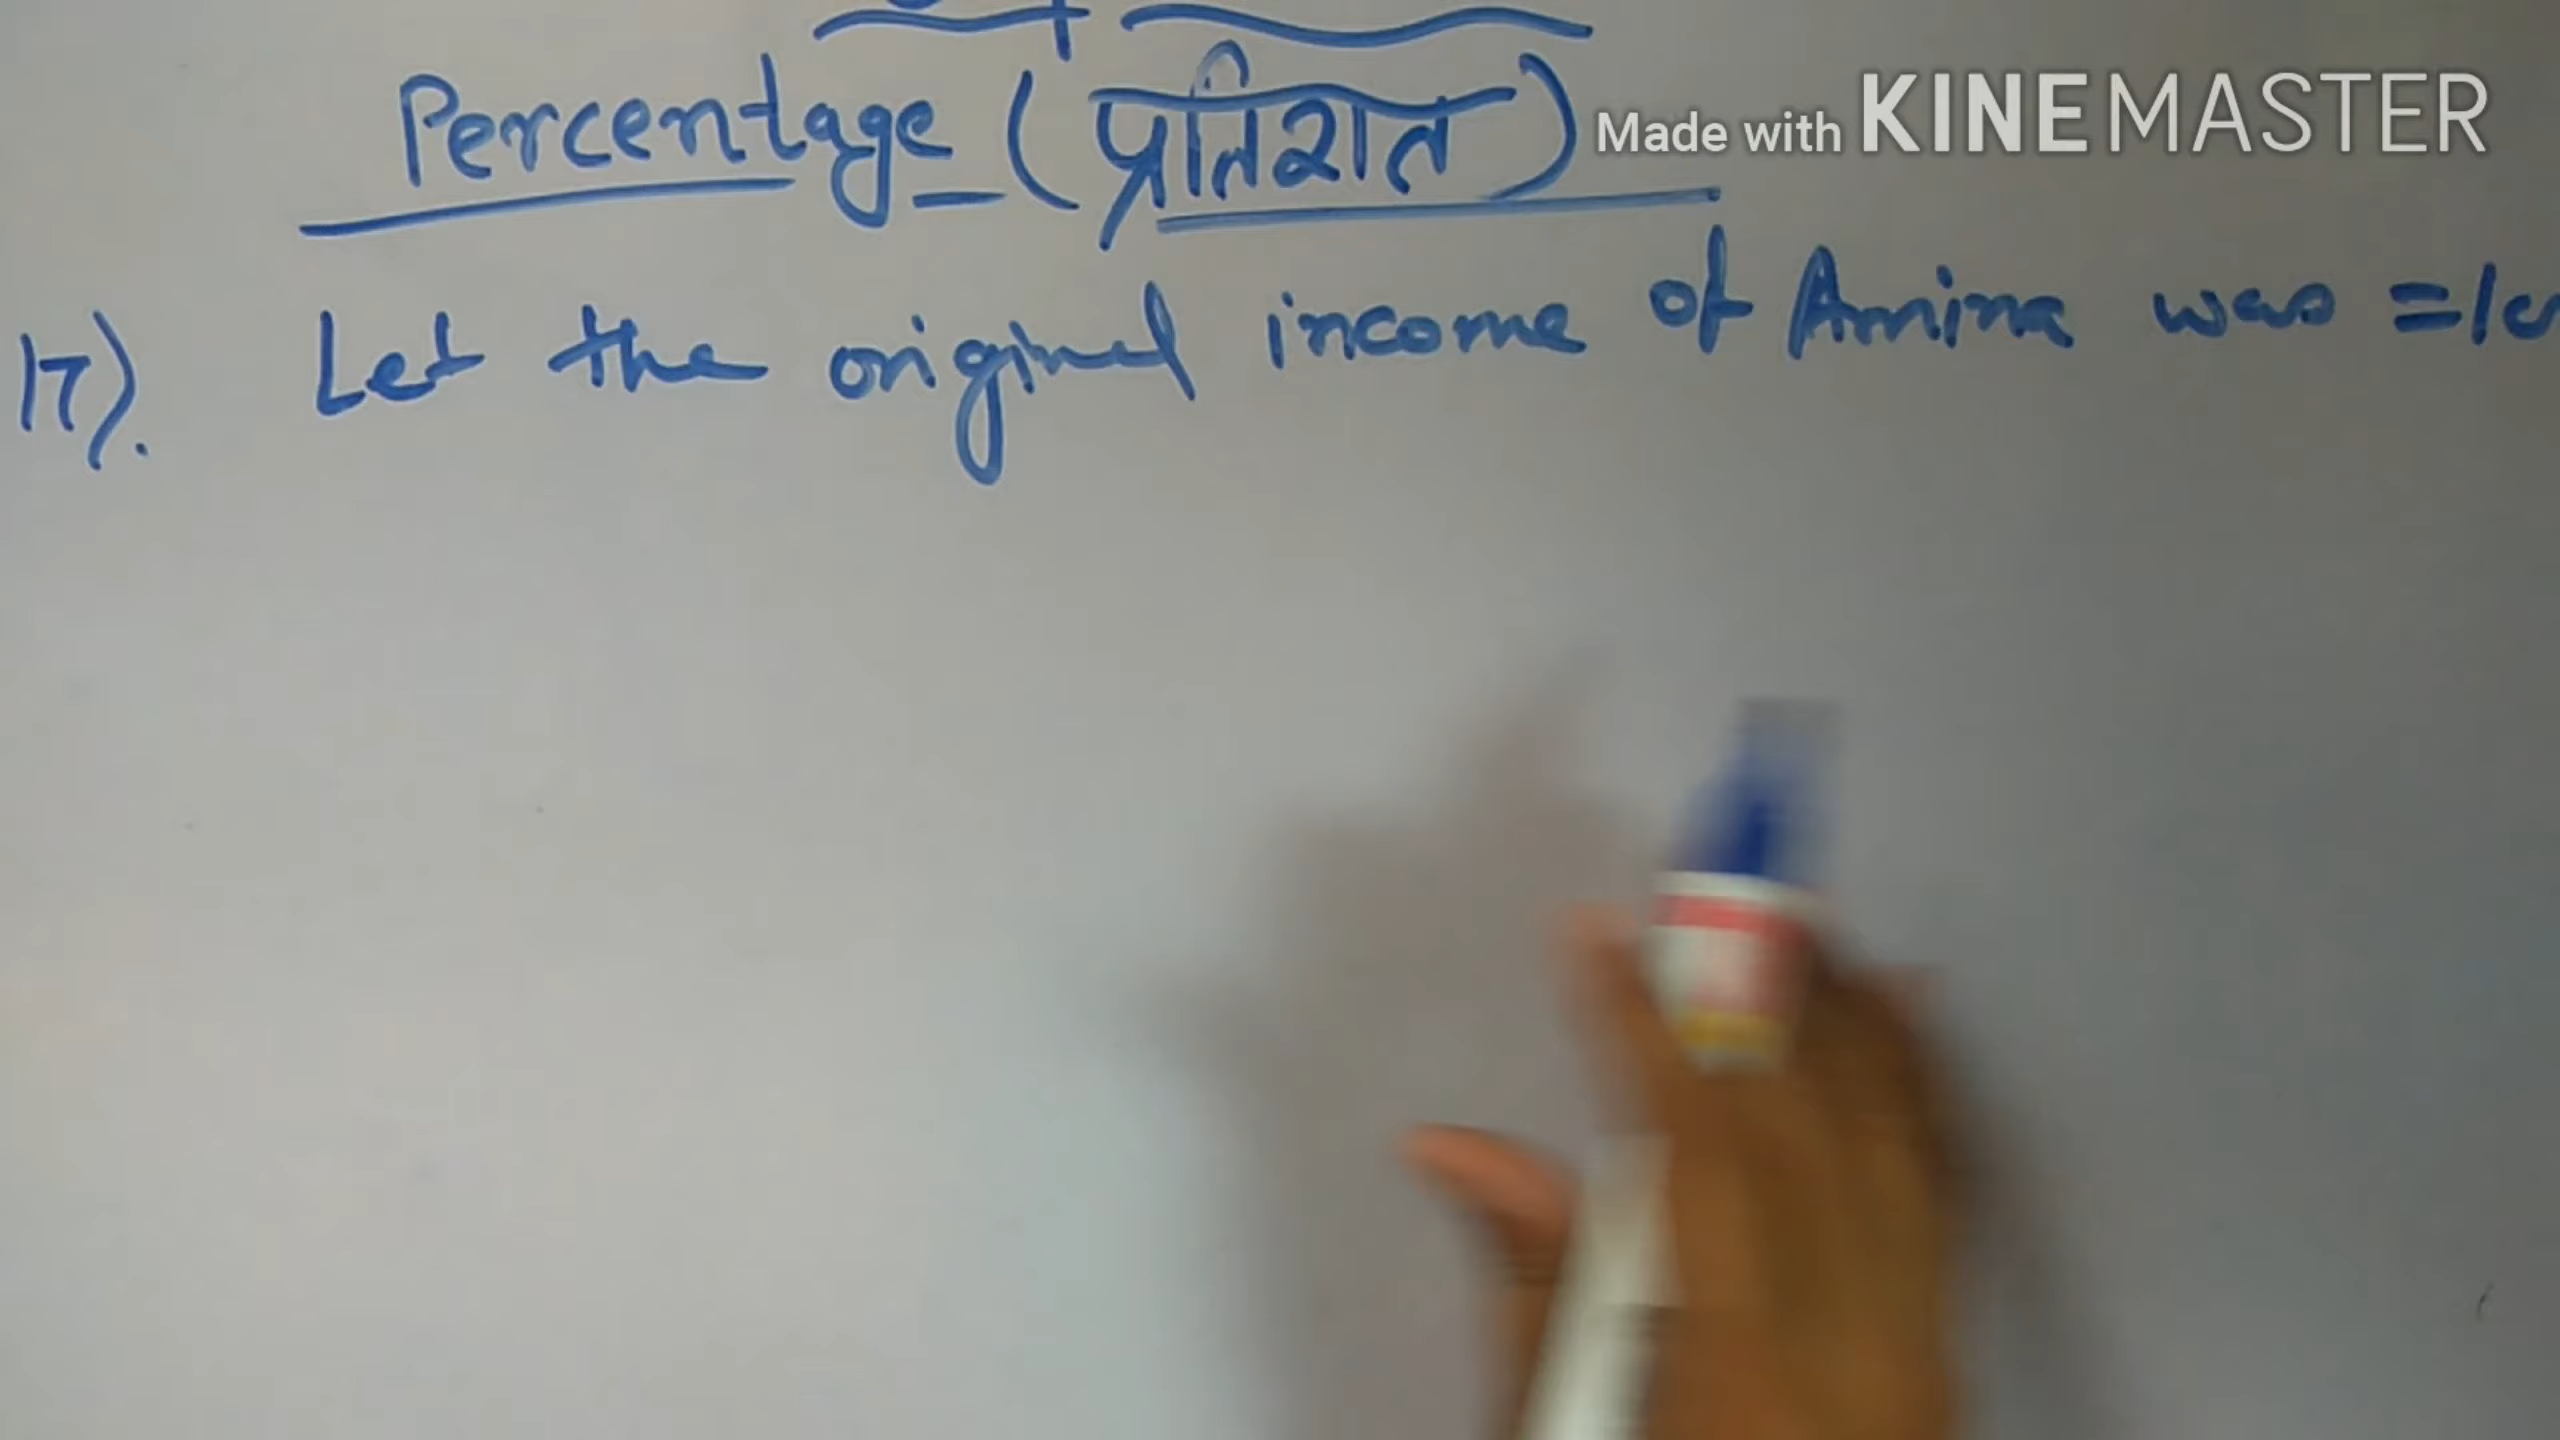 Percentage (प्रतिशत)
Made with KINEMASTER
17). Let the original income of Amina was =